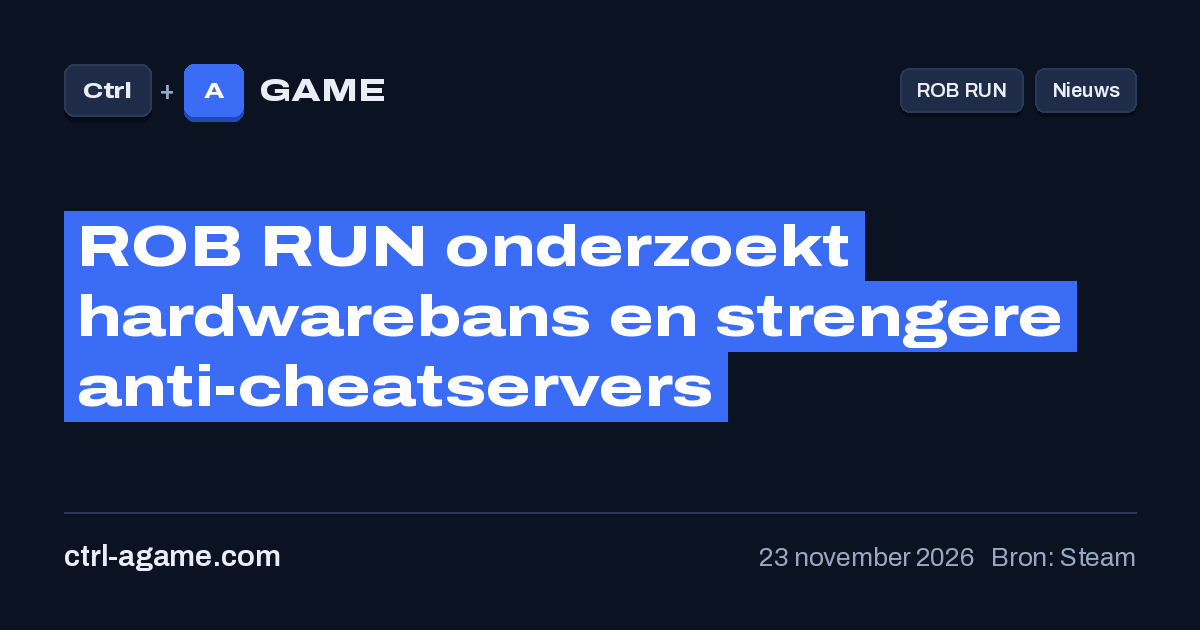 Ctrl + A GAME
ROB RUN Nieuws
ROB RUN onderzoekt
hardwarebans en strengere
anti-cheatservers
ctrl-agame.com
23 november 2026 Bron: Steam